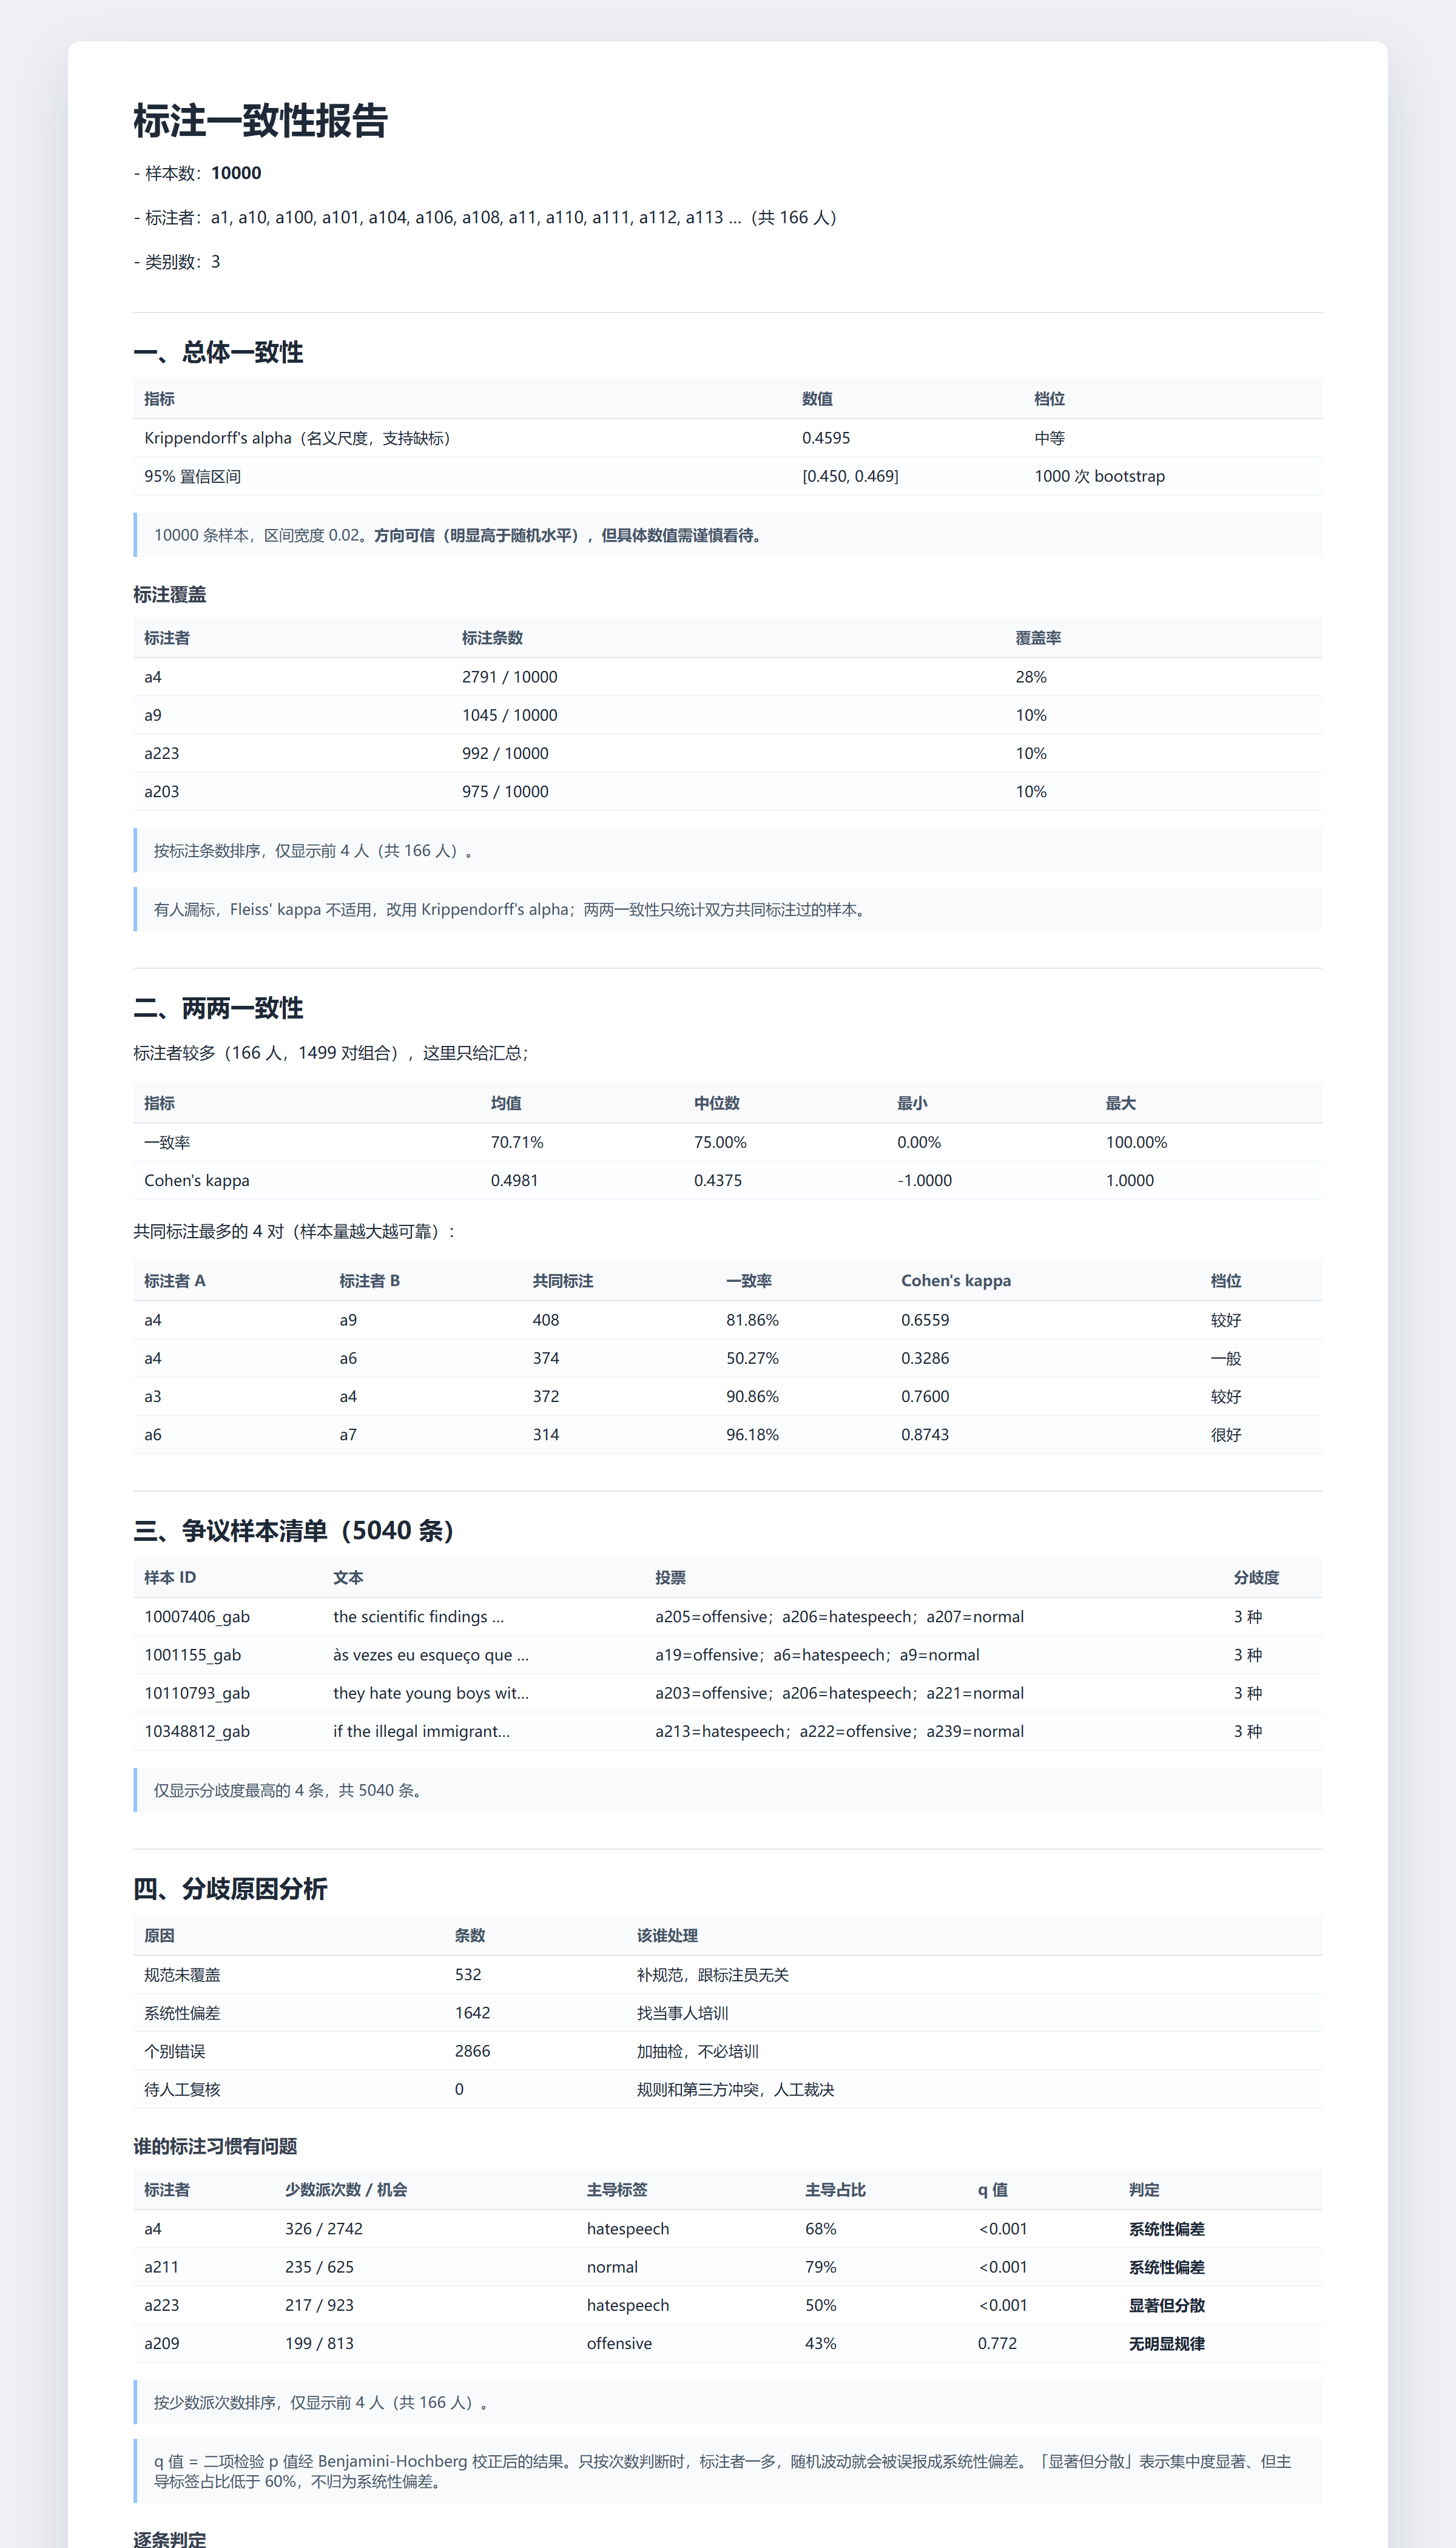 标注一致性报告
- 样本数：10000
- 标注者：a1, a10, a100, a101, a104, a106, a108, a11, a110, a111, a112, a113 ...（共 166 人）
- 类别数：3
一、总体一致性
指标 数值 档位
Krippendorff's alpha（名义尺度，支持缺标） 0.4595 中等
95% 置信区间 [0.450, 0.469] 1000 次 bootstrap
10000 条样本，区间宽度 0.02。方向可信（明显高于随机水平），但具体数值需谨慎看待。
标注覆盖
标注者 标注条数 覆盖率
a4 2791 / 10000 28%
a9 1045 / 10000 10%
a223 992 / 10000 10%
a203 975 / 10000 10%
按标注条数排序，仅显示前 4 人（共 166 人）。
有人漏标，Fleiss' kappa 不适用，改用 Krippendorff's alpha；两两一致性只统计双方共同标注过的样本。
二、两两一致性
标注者较多（166 人，1499 对组合），这里只给汇总；
指标 均值 中位数 最小 最大
一致率 70.71% 75.00% 0.00% 100.00%
Cohen's kappa 0.4981 0.4375 -1.0000 1.0000
共同标注最多的 4 对（样本量越大越可靠）：
标注者 A 标注者 B 共同标注 一致率 Cohen's kappa 档位
a4 a9 408 81.86% 0.6559 较好
a4 a6 374 50.27% 0.3286 一般
a3 a4 372 90.86% 0.7600 较好
a6 a7 314 96.18% 0.8743 很好
三、争议样本清单（5040 条）
样本 ID 文本 投票 分歧度
10007406_gab the scientific findings ... a205=offensive；a206=hatespeech；a207=normal 3 种
1001155_gab às vezes eu esqueço que ... a19=offensive；a6=hatespeech；a9=normal 3 种
10110793_gab they hate young boys wit... a203=offensive；a206=hatespeech；a221=normal 3 种
10348812_gab if the illegal immigrant... a213=hatespeech；a222=offensive；a239=normal 3 种
仅显示分歧度最高的 4 条，共 5040 条。
四、分歧原因分析
原因 条数 该谁处理
规范未覆盖 532 补规范，跟标注员无关
系统性偏差 1642 找当事人培训
个别错误 2866 加抽检，不必培训
待人工复核 0 规则和第三方冲突，人工裁决
谁的标注习惯有问题
标注者 少数派次数 / 机会 主导标签 主导占比 q 值 判定
a4 326 / 2742 hatespeech 68% <0.001 系统性偏差
a211 235 / 625 normal 79% <0.001 系统性偏差
a223 217 / 923 hatespeech 50% <0.001 显著但分散
a209 199 / 813 offensive 43% 0.772 无明显规律
按少数派次数排序，仅显示前 4 人（共 166 人）。
q 值 = 二项检验 p 值经 Benjamini-Hochberg 校正后的结果。只按次数判断时，标注者一多，随机波动就会被误报成系统性偏差。「显著但分散」表示集中度显著、但主
导标签占比低于 60%，不归为系统性偏差。
逐条判定